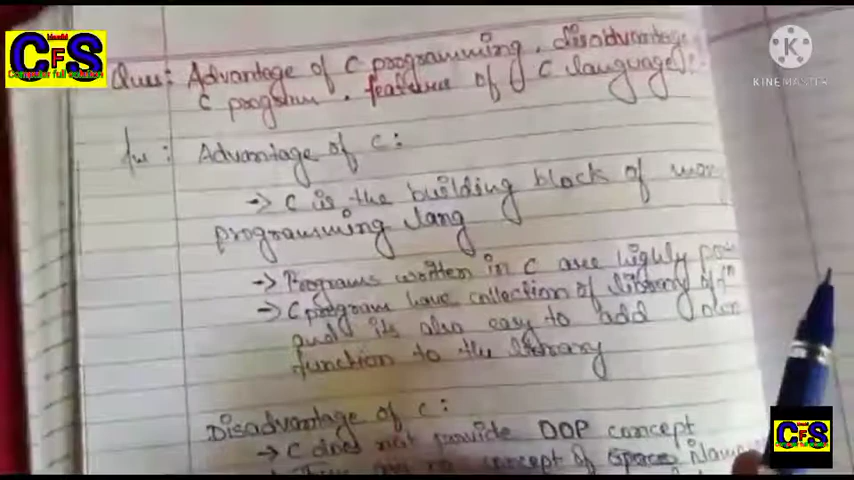 CFS
Computer full solution
KINEMASTER
Ques: Advantage of C programming. disadvantage
C program. feature of C language.
Ans: Advantage of C:
→ C is the building block of many
programming lang
→ Programs written in C are highly
→ C program have collection of library
and its also easy to add
function to the library
Disadvantage of C:
→ C does not provide OOP concept
concept of
CFS